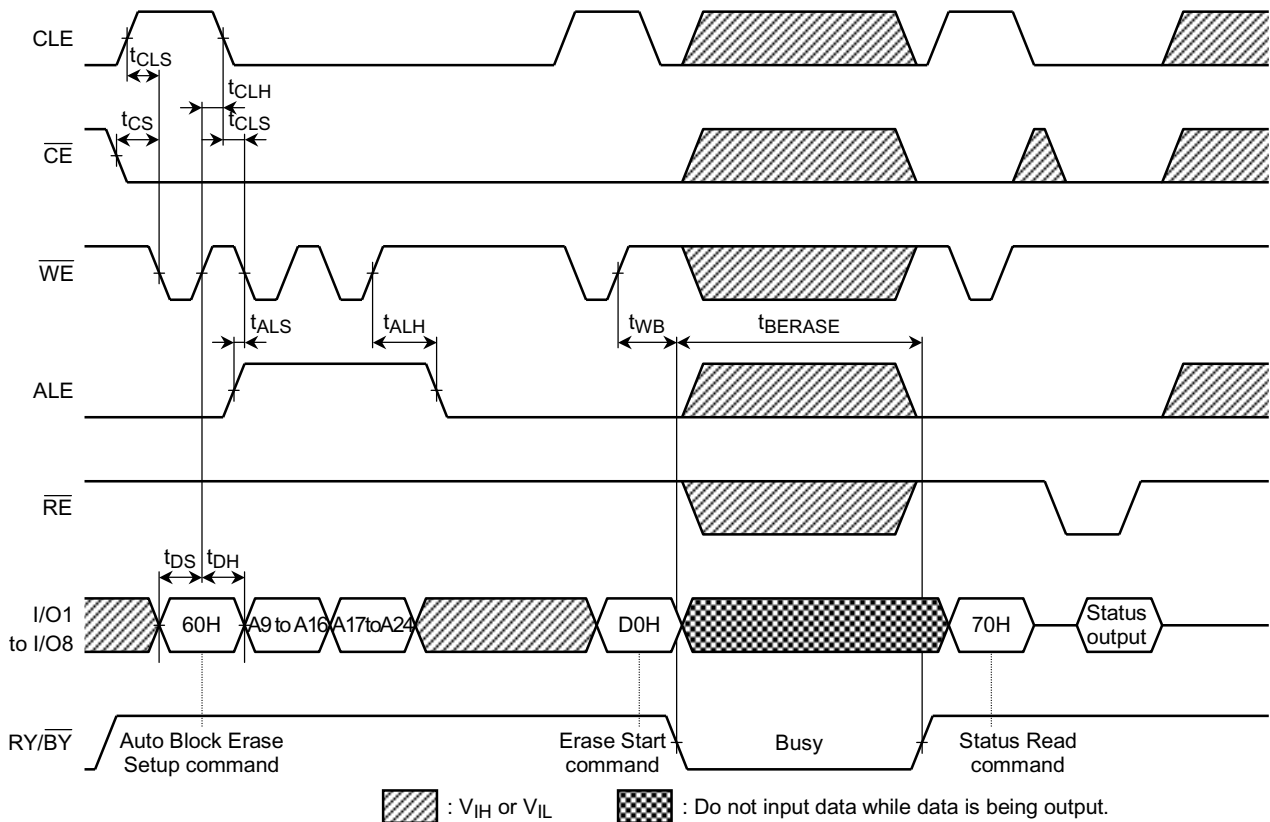 CLE
tCLS
tCLH
tCS
tCLS
CE
WE
tALS
tALH
tWB
tBERASE
ALE
RE
tDS
tDH
I/O1
to I/O8
60H
A9 to A16
A17toA24
D0H
70H
Status
output
RY/BY
Auto Block Erase
Setup command
Erase Start
command
Busy
Status Read
command
: VIH or VIL
: Do not input data while data is being output.